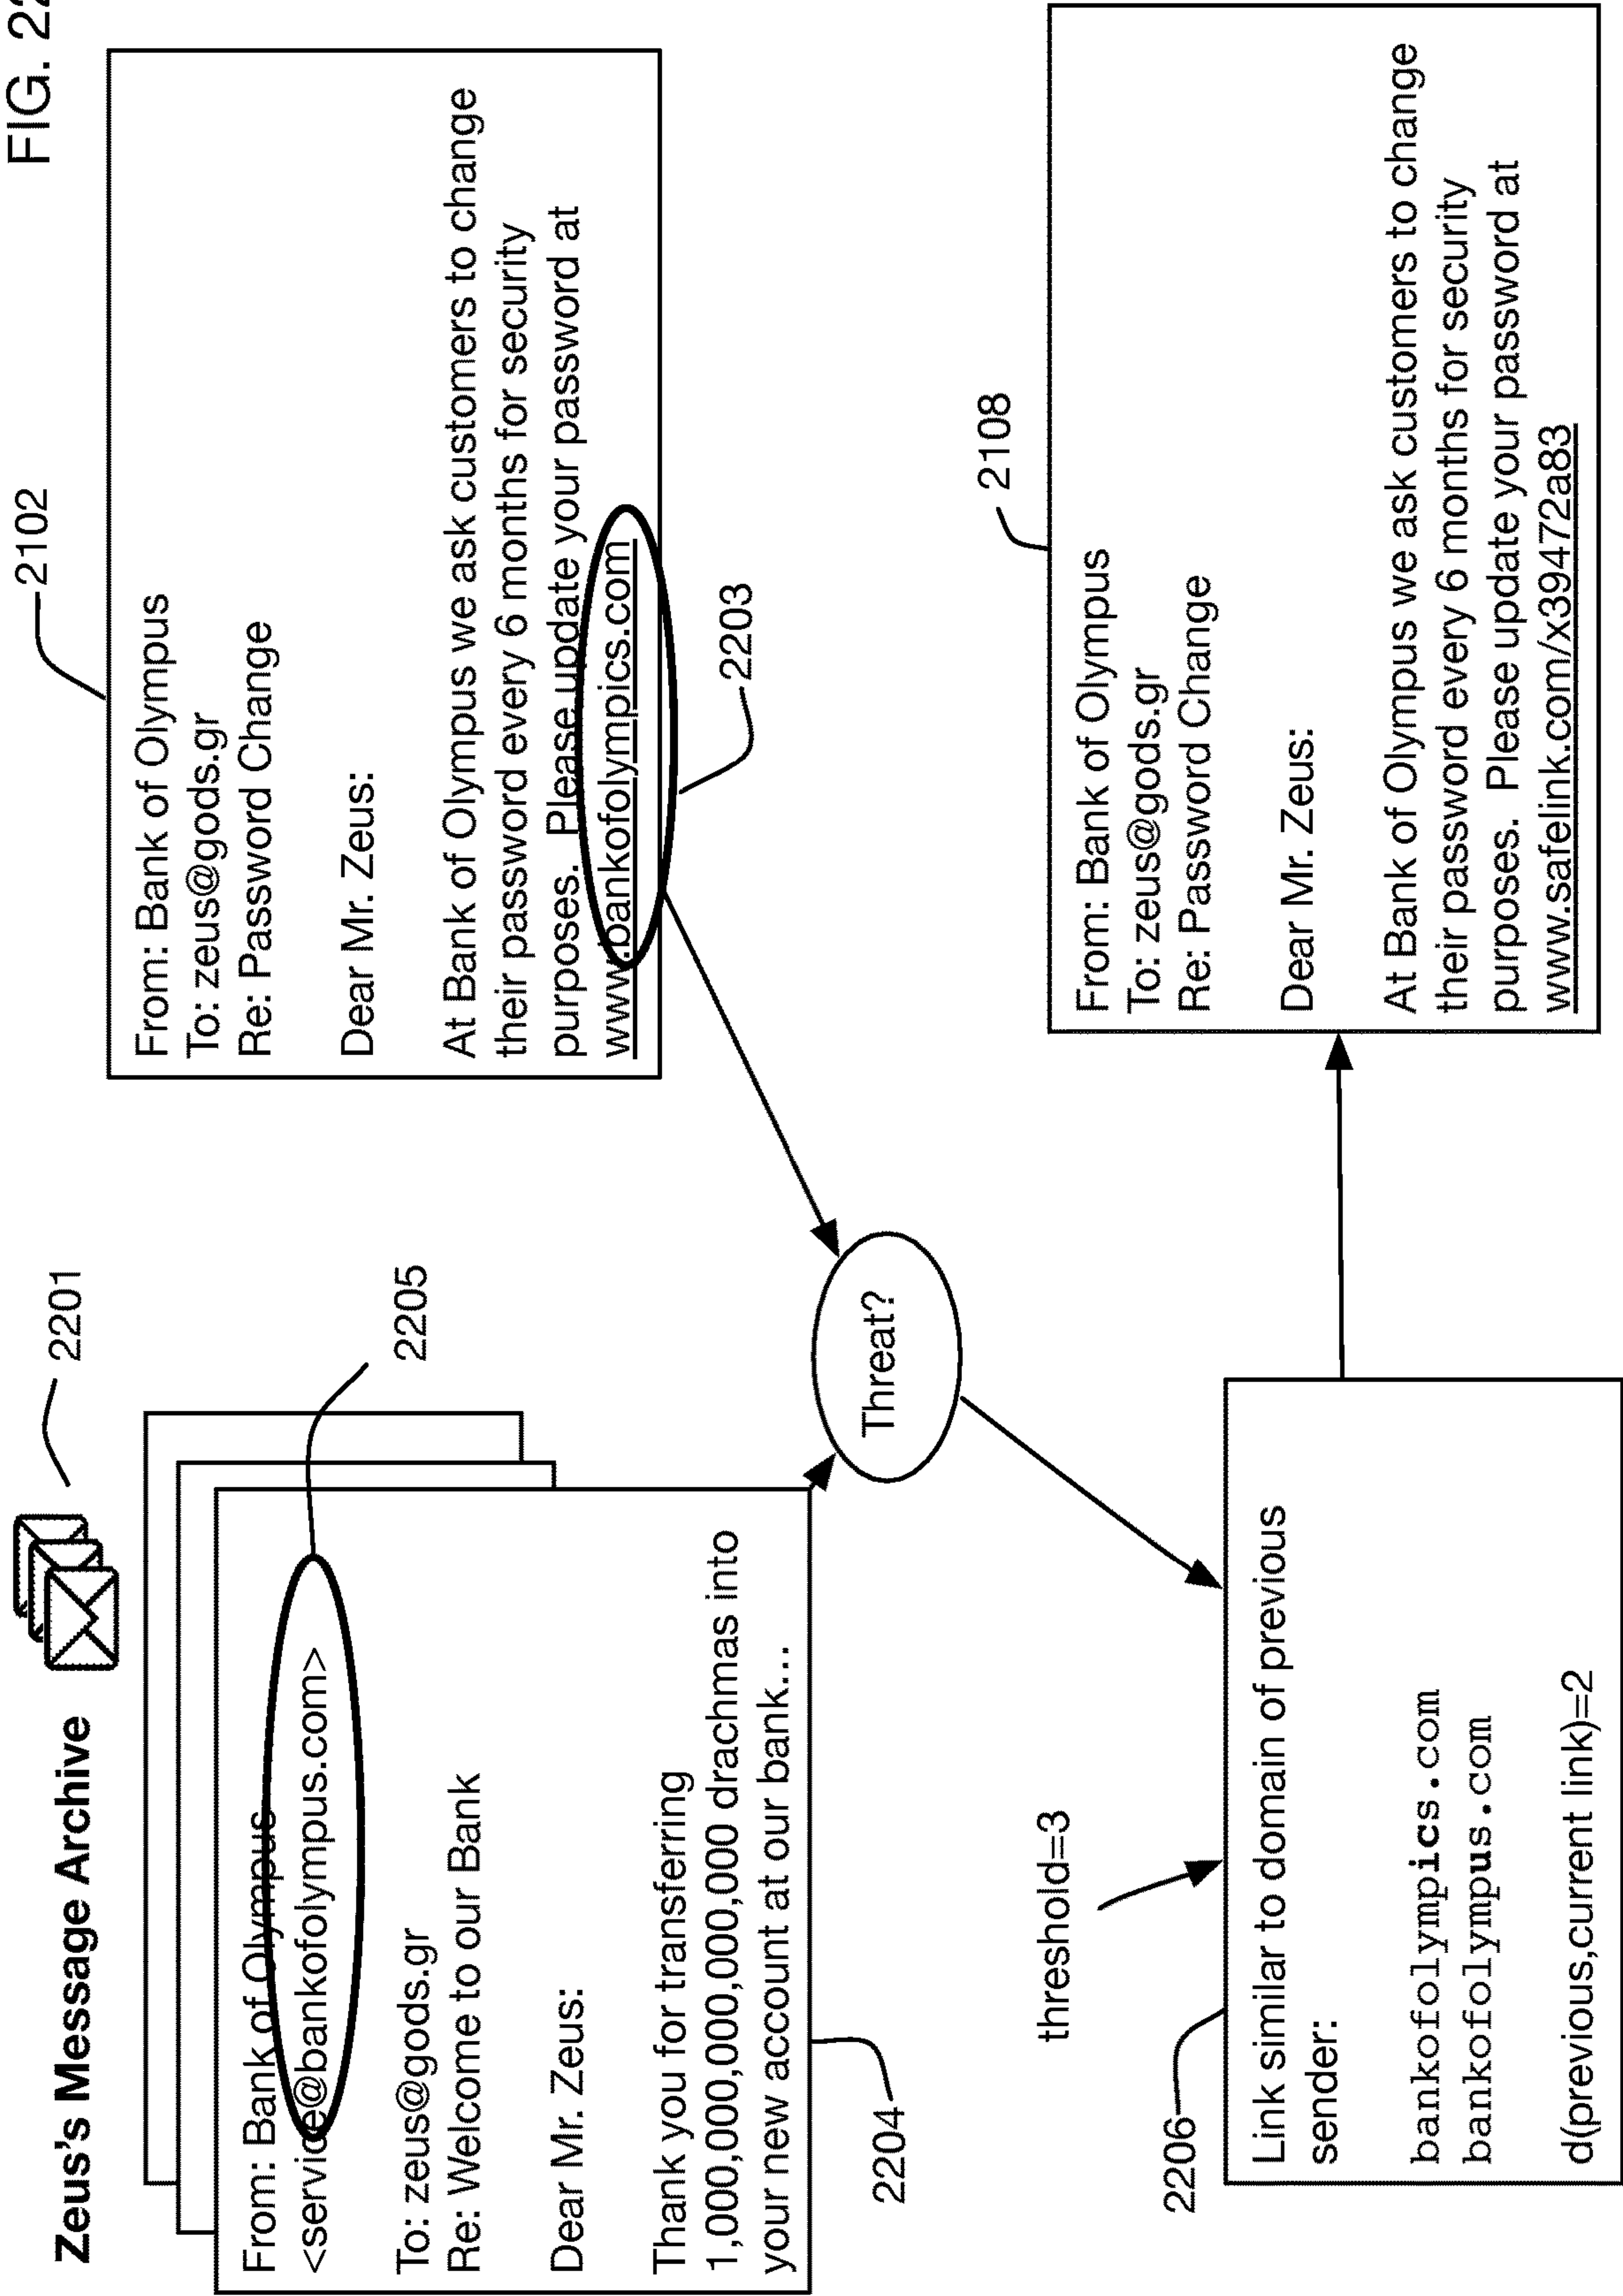 FIG. 22
Zeus's Message Archive
2201
2205
From: Bank of Olympus
<service@bankofolympus.com>
To: zeus@gods.gr
Re: Welcome to our Bank
Dear Mr. Zeus:
Thank you for transferring
1,000,000,000,000,000 drachmas into
your new account at our bank...
2204
2102
From: Bank of Olympus
To: zeus@gods.gr
Re: Password Change
Dear Mr. Zeus:
At Bank of Olympus we ask customers to change
their password every 6 months for security
purposes. Please update your password at
www.bankofolympics.com
2203
Threat?
threshold=3
2206
Link similar to domain of previous
sender:
bankofolympics.com
bankofolympus.com
d(previous,current link)=2
2108
From: Bank of Olympus
To: zeus@gods.gr
Re: Password Change
Dear Mr. Zeus:
At Bank of Olympus we ask customers to change
their password every 6 months for security
purposes. Please update your password at
www.safelink.com/x39472a83